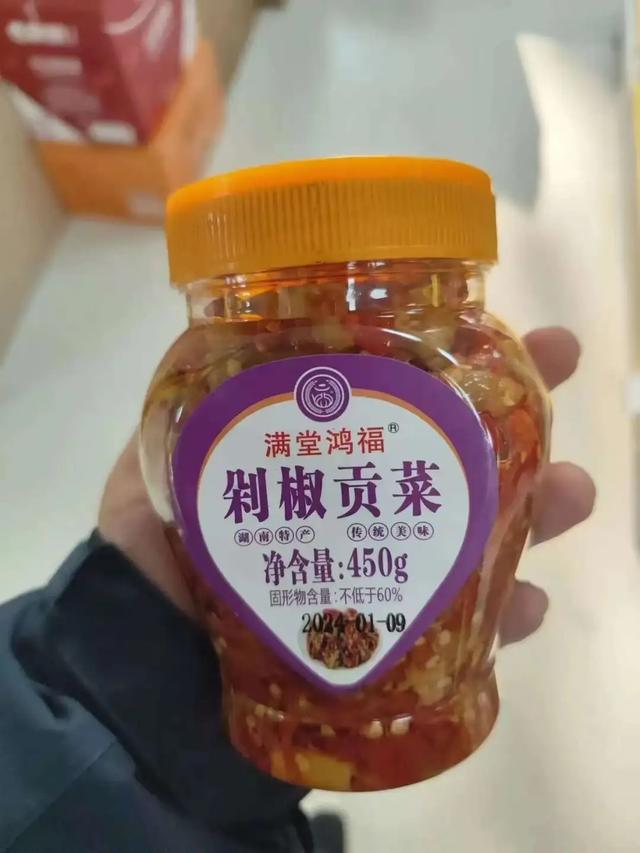 满堂鸿福®
剁椒贡菜
湖南特产 传统美味
净含量:450g
固形物含量:不低于60%
2024-01-09